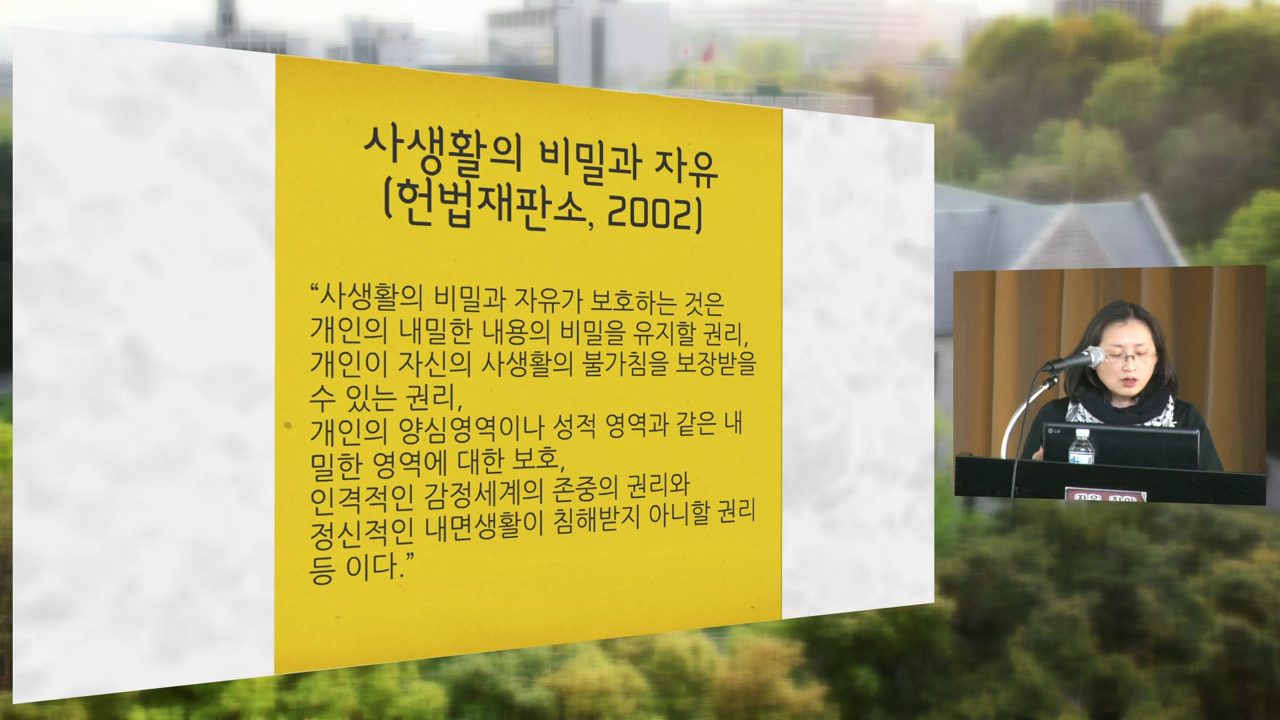 사생활의 비밀과 자유
(헌법재판소, 2002)
“사생활의 비밀과 자유가 보호하는 것은
개인의 내밀한 내용의 비밀을 유지할 권리,
개인이 자신의 사생활의 불가침을 보장받을
수 있는 권리,
개인의 양심영역이나 성적 영역과 같은 내
밀한 영역에 대한 보호,
인격적인 감정세계의 존중의 권리와
정신적인 내면생활이 침해받지 아니할 권리
등 이다.”
LG